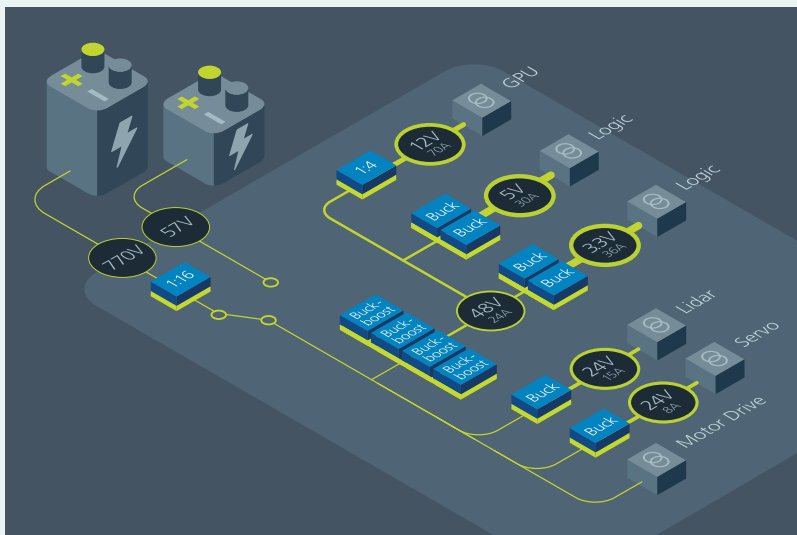 GPU
12V
70A
1:4
Logic
5V
30A
Buck
Buck
Logic
3.3V
36A
Buck
Buck
57V
770V
1:16
48V
24A
Buck-
boost
Buck-
boost
Buck-
boost
Buck-
boost
Lidar
24V
15A
Buck
Servo
24V
8A
Buck
Motor Drive